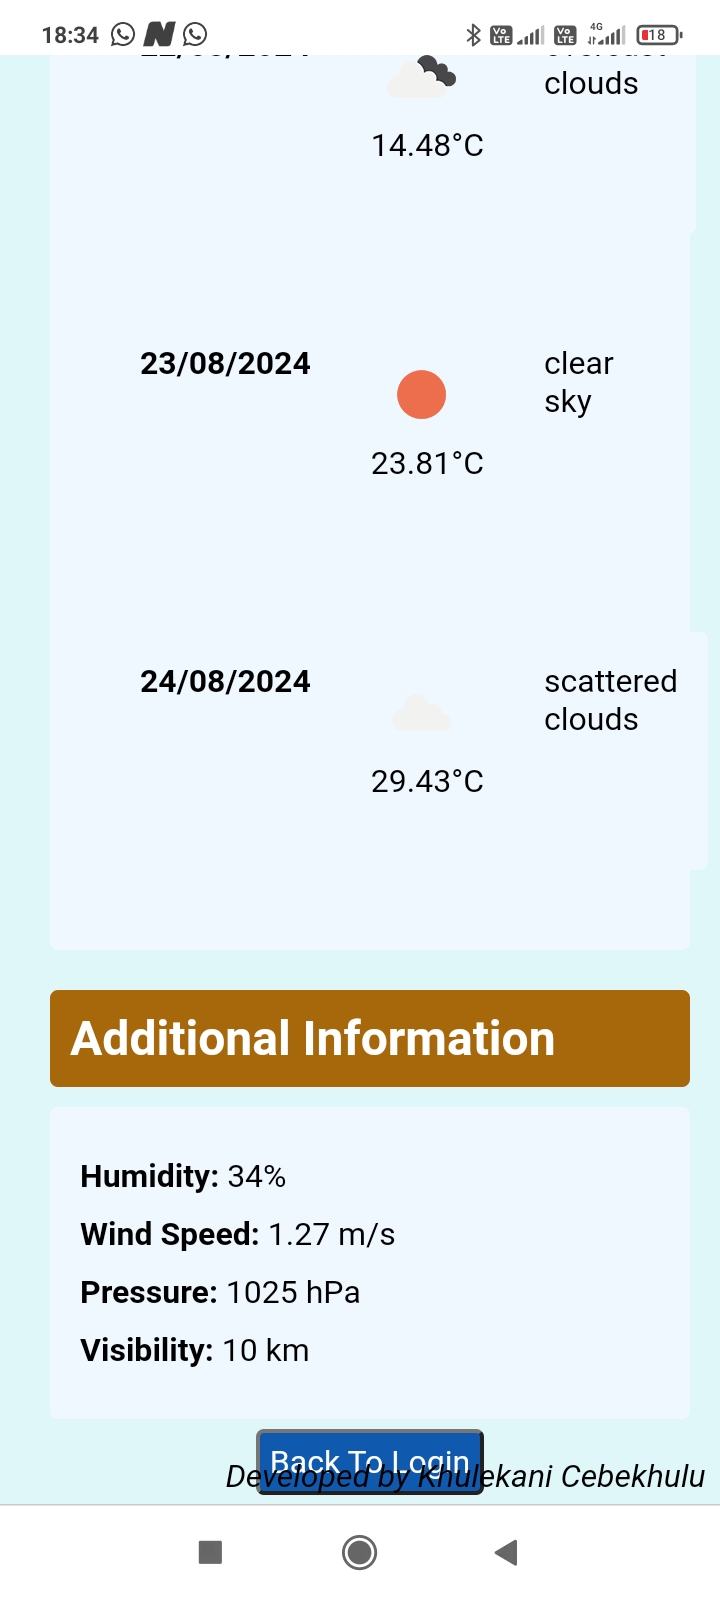 18:34
Vo LTE
Vo LTE
4G
18
clouds
14.48°C
23/08/2024
clear
sky
23.81°C
24/08/2024
scattered
clouds
29.43°C
Additional Information
Humidity: 34%
Wind Speed: 1.27 m/s
Pressure: 1025 hPa
Visibility: 10 km
Back To Login
Developed by Khulekani Cebekhulu